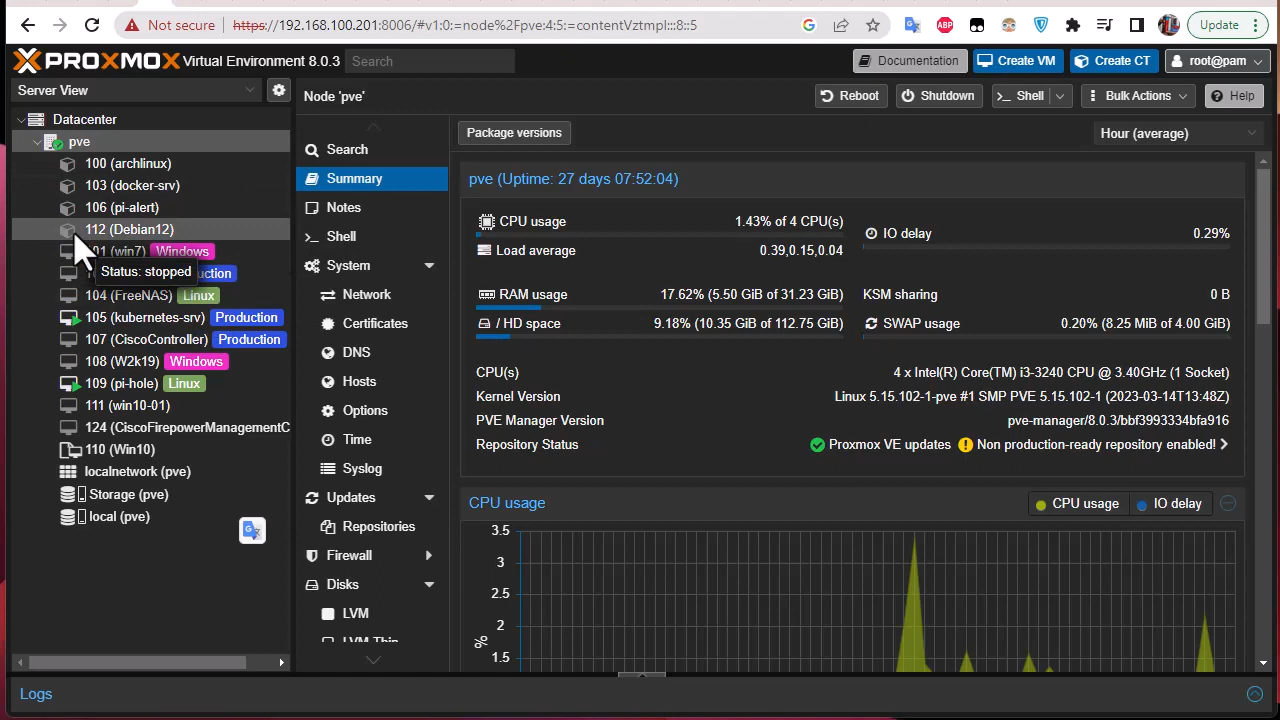 Not secure https://192.168.100.201:8006/#v1:0:=node%2Fpve:4:5:=contentVztmpl:::8::5 Update
ABP
PROXMOX Virtual Environment 8.0.3 Search Documentation Create VM Create CT root@pam
Server View
Node 'pve' Reboot Shutdown >_ Shell Bulk Actions Help
Datacenter
pve
100 (archlinux)
103 (docker-srv)
106 (pi-alert)
112 (Debian12)
(win7) Windows
Status: stopped
104 (FreeNAS) Linux
105 (kubernetes-srv) Production
107 (CiscoController) Production
108 (W2k19) Windows
109 (pi-hole) Linux
111 (win10-01)
124 (CiscoFirepowerManagementC
110 (Win10)
localnetwork (pve)
Storage (pve)
local (pve)
Search
Summary
Notes
Shell
System
Network
Certificates
DNS
Hosts
Options
Time
Syslog
Updates
Repositories
Firewall
Disks
LVM
LVM-Thin
Package versions Hour (average)
pve (Uptime: 27 days 07:52:04)
CPU usage 1.43% of 4 CPU(s)
Load average 0.39,0.15,0.04
IO delay 0.29%
RAM usage 17.62% (5.50 GiB of 31.23 GiB)
KSM sharing 0 B
/ HD space 9.18% (10.35 GiB of 112.75 GiB)
SWAP usage 0.20% (8.25 MiB of 4.00 GiB)
CPU(s) 4 x Intel(R) Core(TM) i3-3240 CPU @ 3.40GHz (1 Socket)
Kernel Version Linux 5.15.102-1-pve #1 SMP PVE 5.15.102-1 (2023-03-14T13:48Z)
PVE Manager Version pve-manager/8.0.3/bbf3993334bfa916
Repository Status Proxmox VE updates Non production-ready repository enabled!
CPU usage CPU usage IO delay
3.5
3
2.5
2
1.5
%
Logs